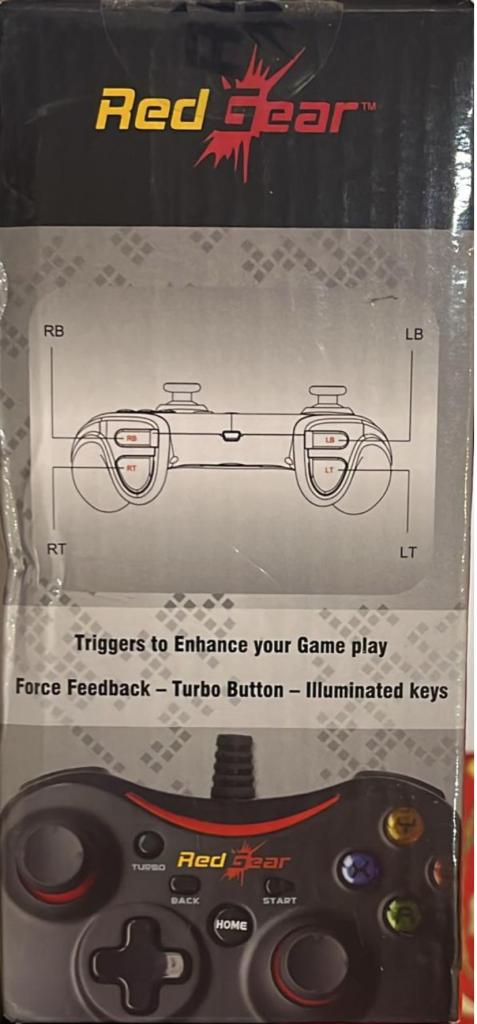 Red Gear™
RB
LB
RB
LB
RT
LT
RT
LT
Triggers to Enhance your Game play
Force Feedback – Turbo Button – Illuminated keys
Y
TURBO
Red Gear
X
BACK
START
A
HOME